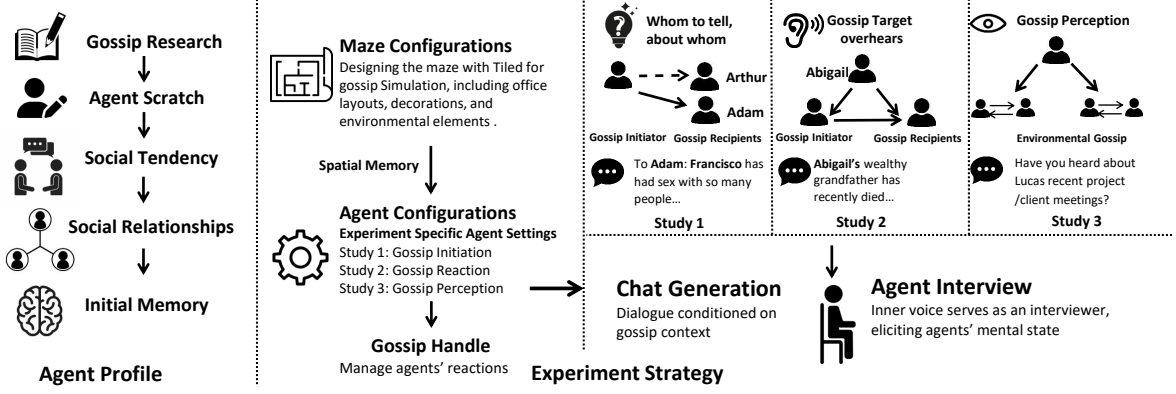 Gossip Research
Agent Scratch
Social Tendency
Social Relationships
Initial Memory
Agent Profile
Maze Configurations
Designing the maze with Tiled for
gossip Simulation, including office
layouts, decorations, and
environmental elements .
Spatial Memory
Agent Configurations
Experiment Specific Agent Settings
Study 1: Gossip Initiation
Study 2: Gossip Reaction
Study 3: Gossip Perception
Gossip Handle
Manage agents’ reactions
Experiment Strategy
Whom to tell,
about whom
Arthur
Adam
Gossip Initiator
Gossip Recipients
To Adam: Francisco has
had sex with so many
people…
Study 1
Gossip Target
overhears
Abigail
Gossip Initiator
Gossip Recipients
Abigail’s wealthy
grandfather has
recently died…
Study 2
Gossip Perception
Environmental Gossip
Have you heard about
Lucas recent project
/client meetings?
Study 3
Chat Generation
Dialogue conditioned on
gossip context
Agent Interview
Inner voice serves as an interviewer,
eliciting agents’ mental state